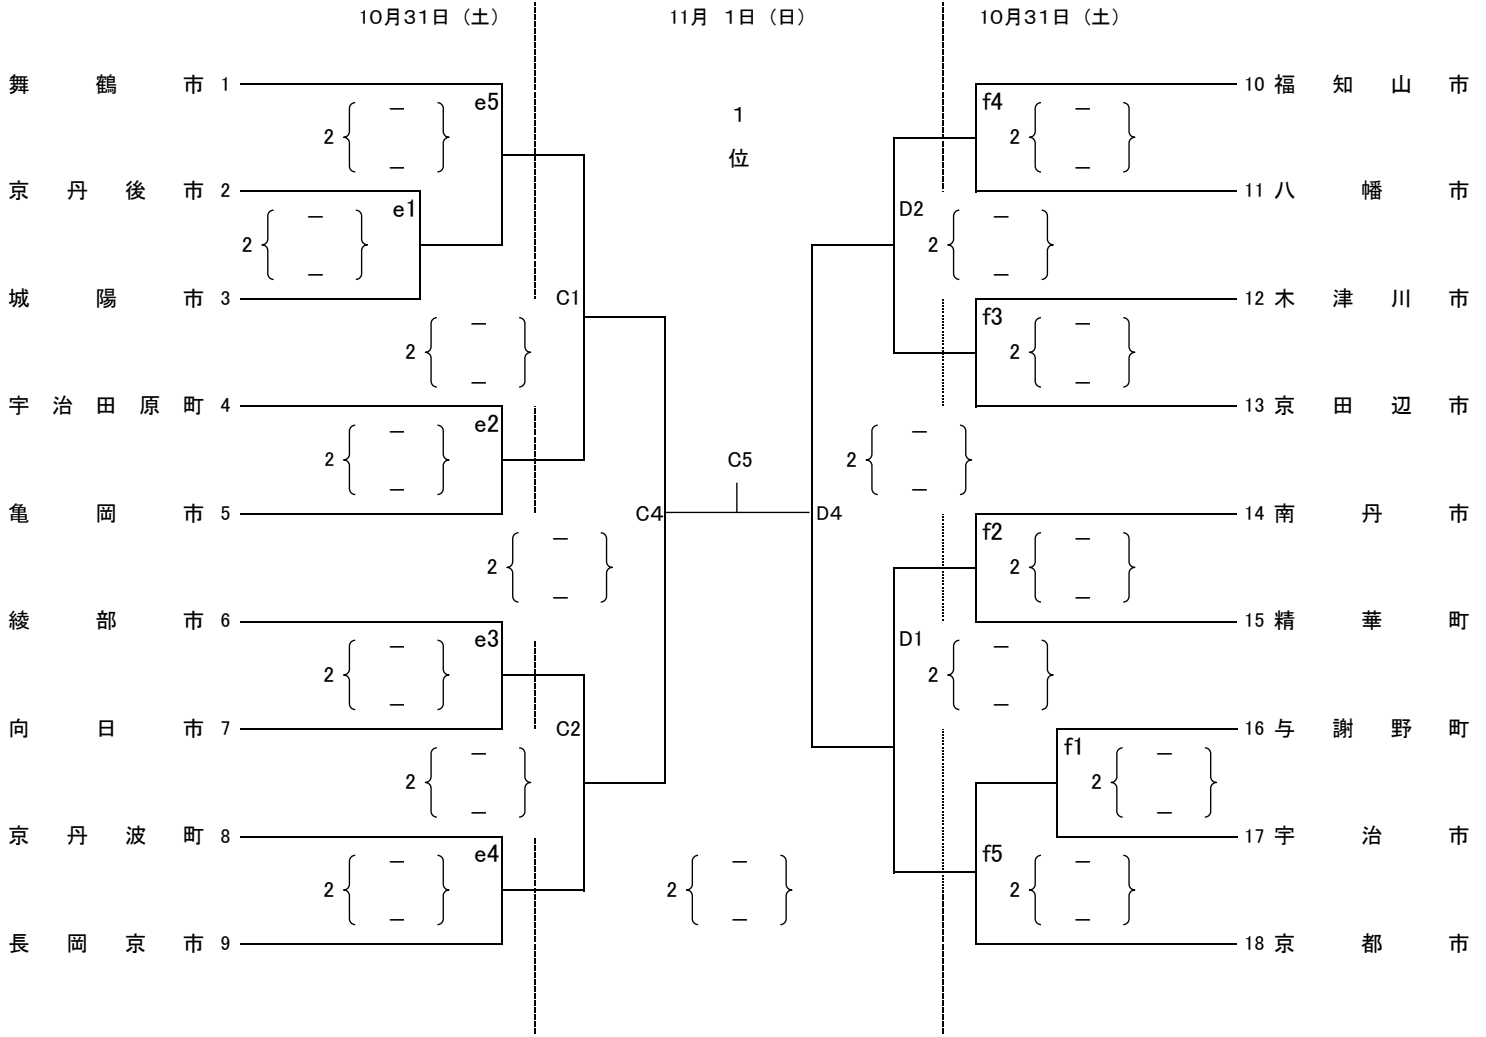 10月31日（土） 11月 1日（日） 10月31日（土）
舞鶴市 1 10 福知山市
e5 f4
2 { － － } 1 2 { － － }
位
京丹後市 2 11 八幡市
e1 D2
2 { － － } 2 { － － }
城陽市 3 C1 12 木津川市
f3
2 { － － } 2 { － － }
宇治田原町 4 13 京田辺市
e2
2 { － － } C5 2 { － － }
亀岡市 5 C4 D4 14 南丹市
f2
2 { － － } 2 { － － }
綾部市 6 15 精華町
e3 D1
2 { － － } 2 { － － }
向日市 7 C2 16 与謝野町
f1
2 { － － } 2 { － － }
京丹波町 8 17 宇治市
e4 f5
2 { － － } 2 { － － } 2 { － － }
長岡京市 9 18 京都市